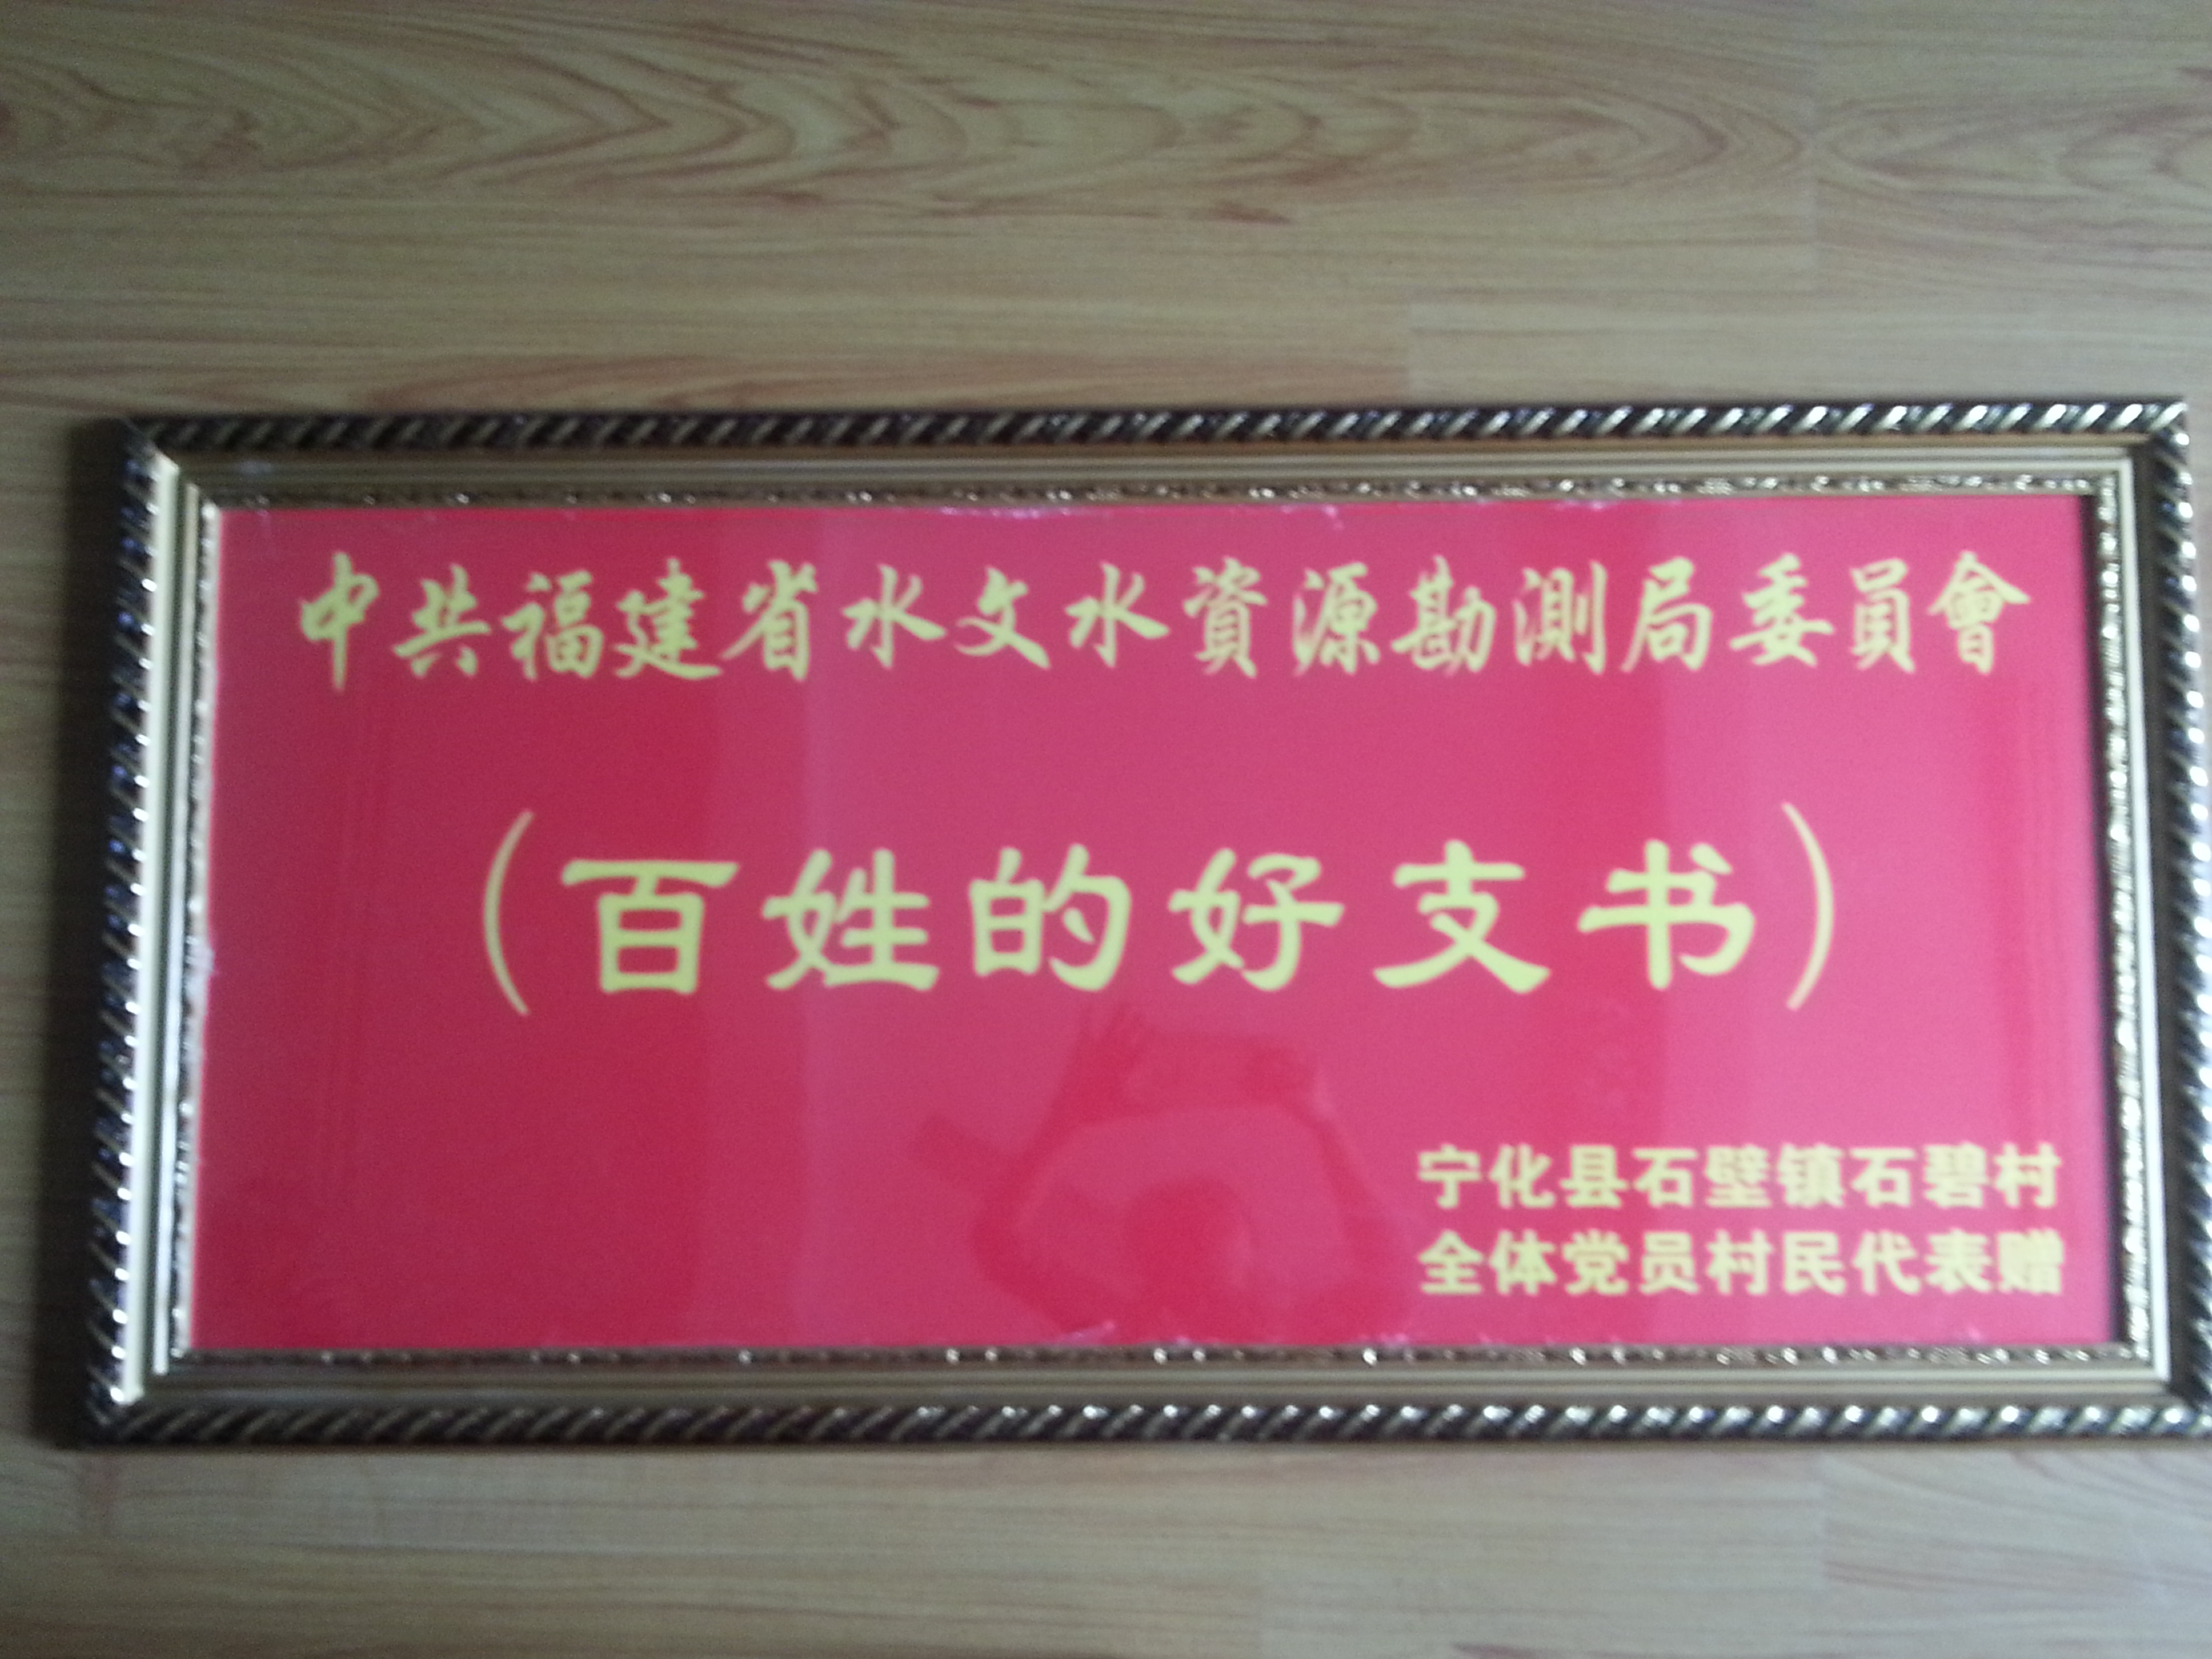 中共福建省水文水資源勘測局委員會
（百姓的好支书）
宁化县石壁镇石碧村
全体党员村民代表赠